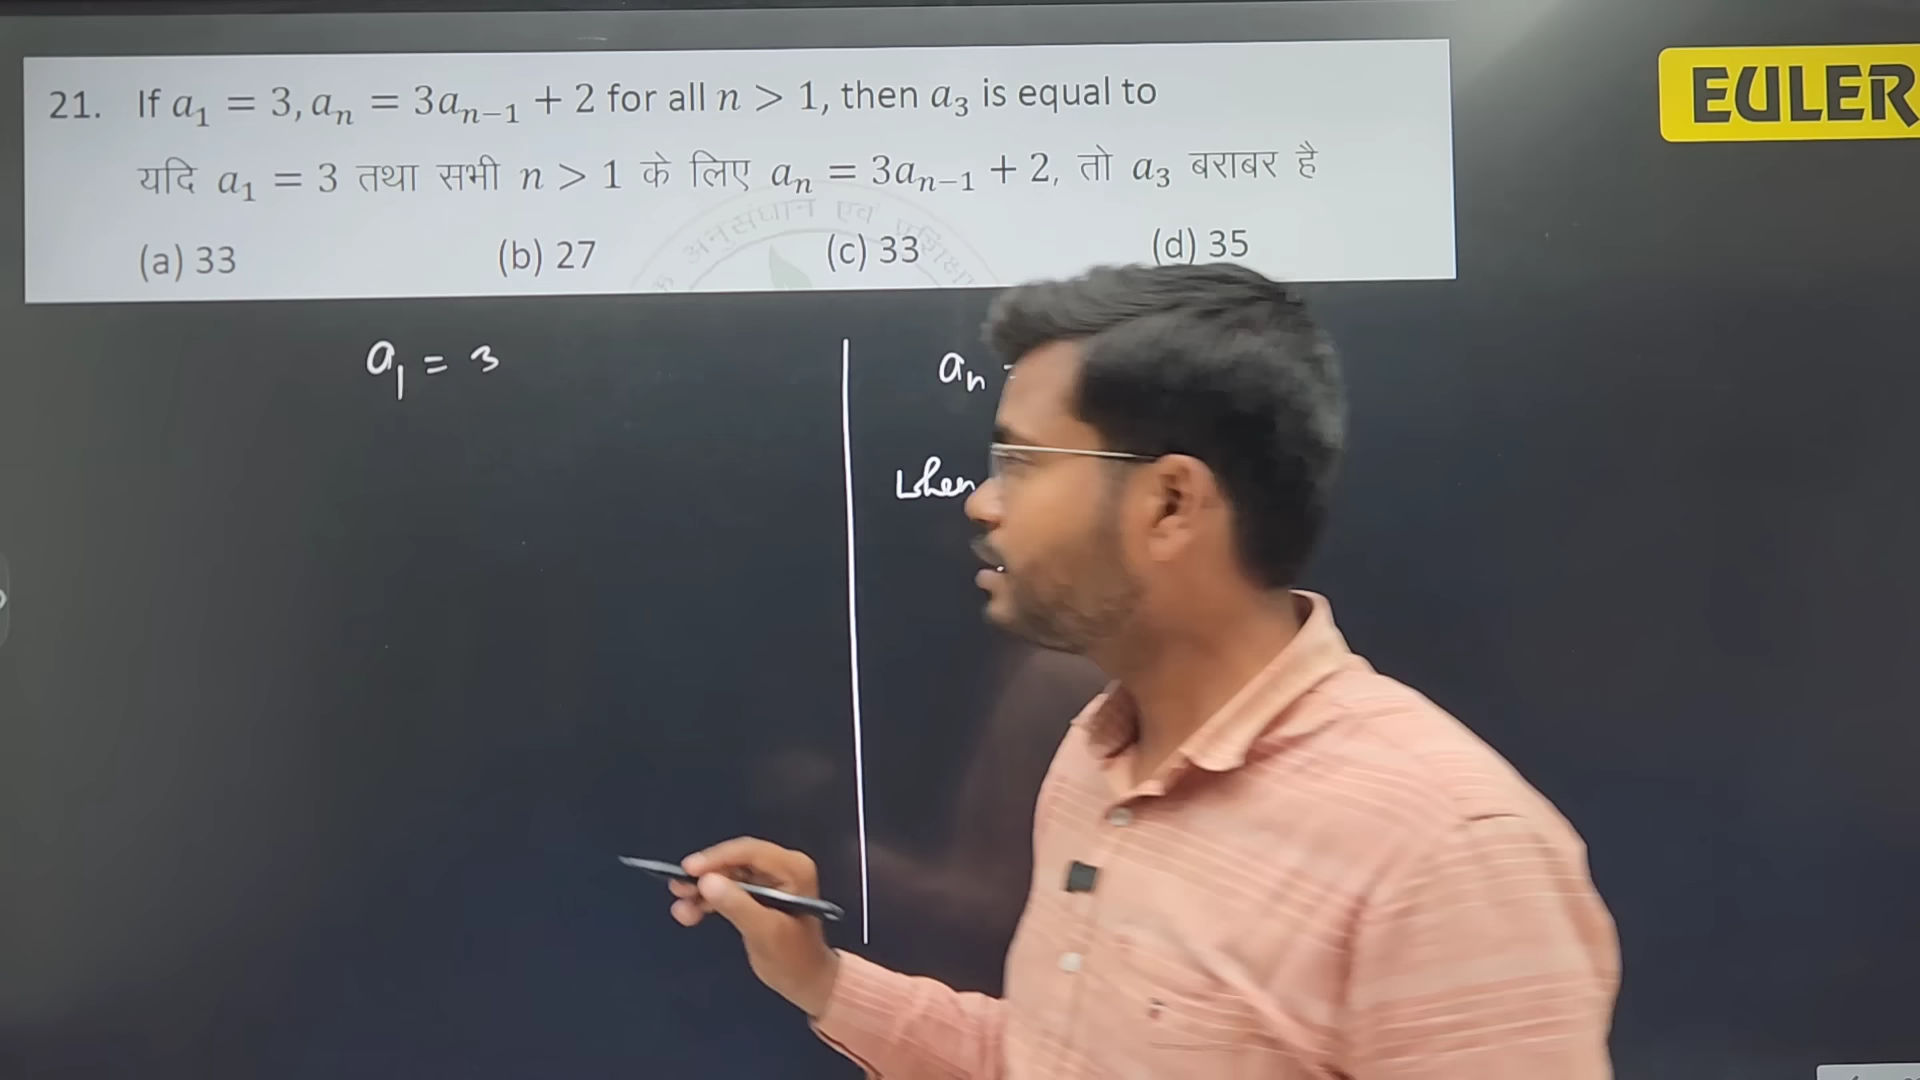 21. If a₁ = 3, aₙ = 3aₙ₋₁ + 2 for all n > 1, then a₃ is equal to
यदि a₁ = 3 तथा सभी n > 1 के लिए aₙ = 3aₙ₋₁ + 2, तो a₃ बराबर है
(a) 33 (b) 27 (c) 33 (d) 35
अनुसंधान एवं
EULER
a₁ = 3
aₙ
when